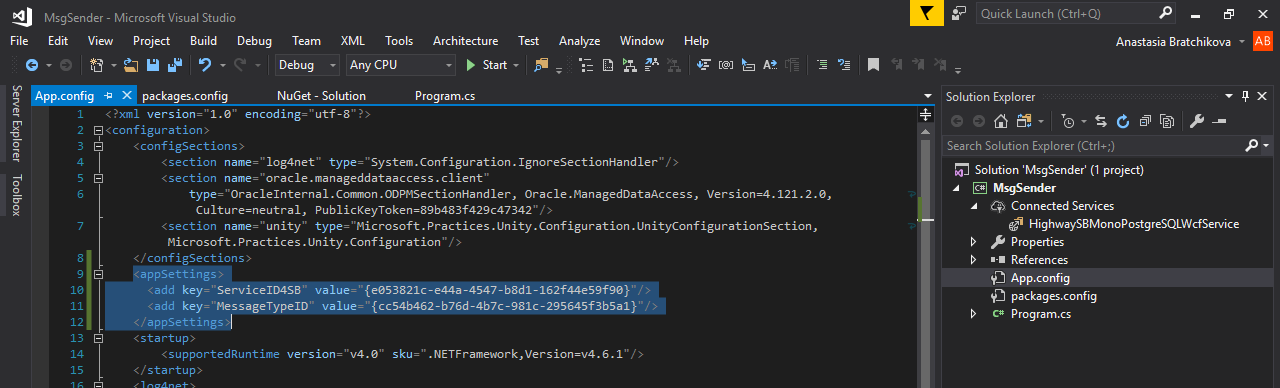 MsgSender - Microsoft Visual Studio
Quick Launch (Ctrl+Q)
File Edit View Project Build Debug Team XML Tools Architecture Test Analyze Window Help
Anastasia Bratchikova AB
Debug Any CPU Start
Server Explorer
Toolbox
App.config packages.config NuGet - Solution Program.cs
1 <?xml version="1.0" encoding="utf-8"?>
2 <configuration>
3 <configSections>
4 <section name="log4net" type="System.Configuration.IgnoreSectionHandler"/>
5 <section name="oracle.manageddataaccess.client"
6 type="OracleInternal.Common.ODPMSectionHandler, Oracle.ManagedDataAccess, Version=4.121.2.0,
Culture=neutral, PublicKeyToken=89b483f429c47342"/>
7 <section name="unity" type="Microsoft.Practices.Unity.Configuration.UnityConfigurationSection,
Microsoft.Practices.Unity.Configuration"/>
8 </configSections>
9 <appSettings>
10 <add key="ServiceID4SB" value="{e053821c-e44a-4547-b8d1-162f44e59f90}"/>
11 <add key="MessageTypeID" value="{cc54b462-b76d-4b7c-981c-295645f3b5a1}"/>
12 </appSettings>
13 <startup>
14 <supportedRuntime version="v4.0" sku=".NETFramework,Version=v4.6.1"/>
15 </startup>
16 <log4net>
Solution Explorer
Search Solution Explorer (Ctrl+;)
Solution 'MsgSender' (1 project)
C# MsgSender
Connected Services
HighwaySBMonoPostgreSQLWcfService
Properties
References
App.config
packages.config
C# Program.cs